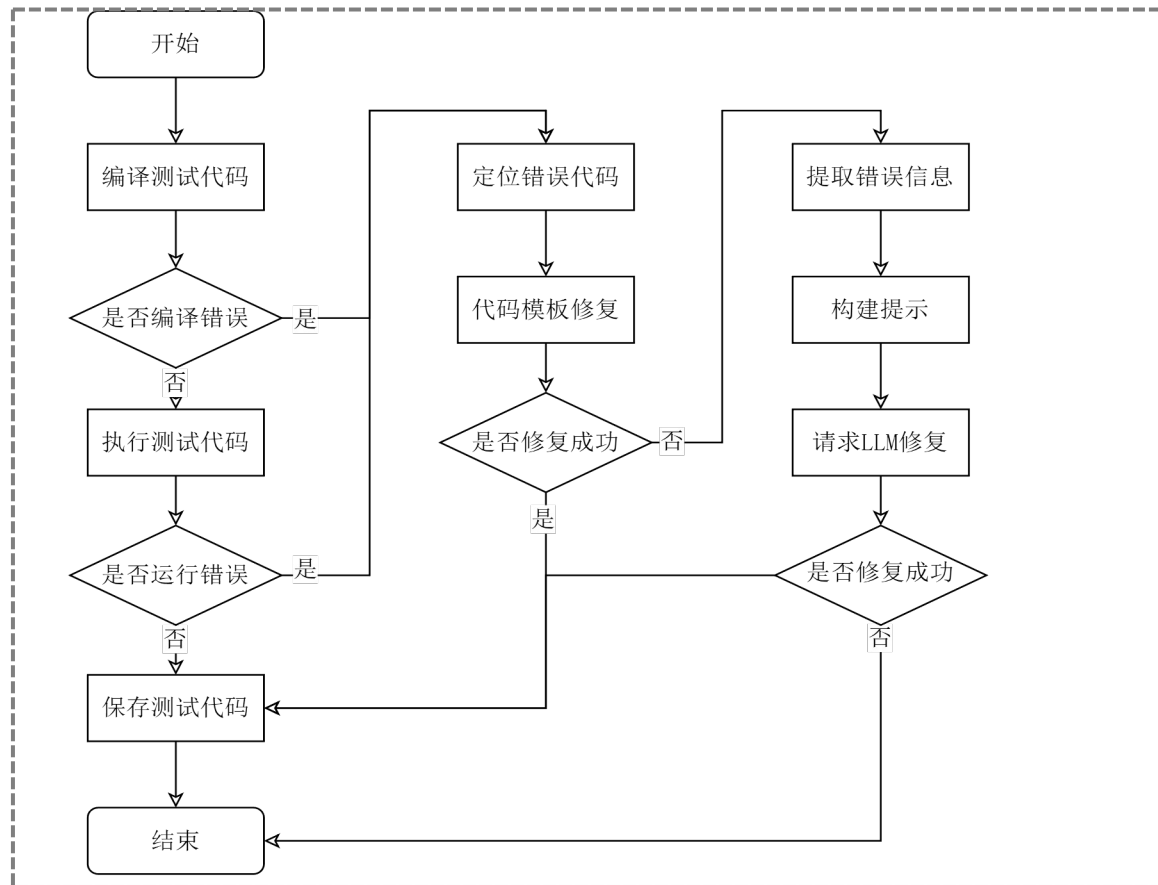 开始
编译测试代码
是否编译错误
是
否
执行测试代码
是否运行错误
是
否
保存测试代码
结束
定位错误代码
代码模板修复
是否修复成功
否
是
提取错误信息
构建提示
请求LLM修复
是否修复成功
否